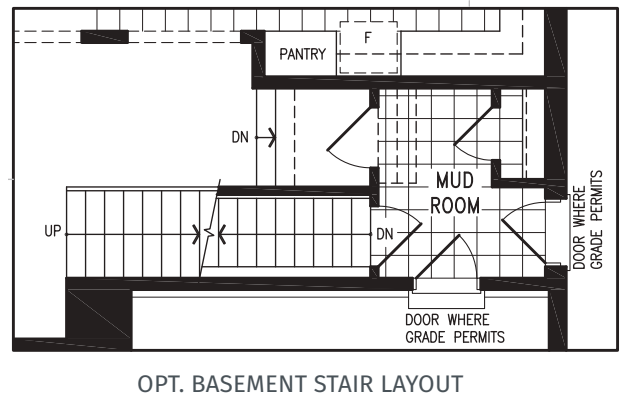 F
PANTRY
DN
MUD
ROOM
UP
DN
DOOR WHERE
GRADE PERMITS
DOOR WHERE
GRADE PERMITS
OPT. BASEMENT STAIR LAYOUT